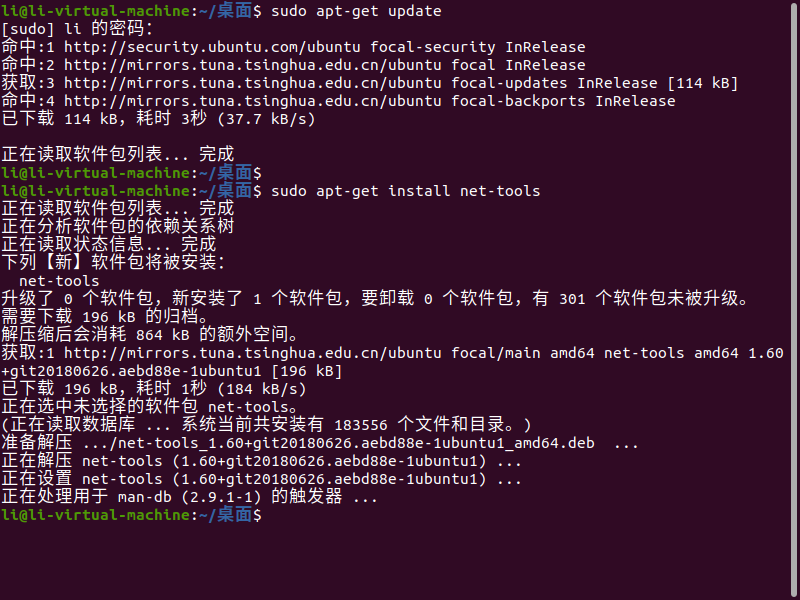 li@li-virtual-machine:~/桌面$ sudo apt-get update
[sudo] li 的密码：
命中:1 http://security.ubuntu.com/ubuntu focal-security InRelease
命中:2 http://mirrors.tuna.tsinghua.edu.cn/ubuntu focal InRelease
获取:3 http://mirrors.tuna.tsinghua.edu.cn/ubuntu focal-updates InRelease [114 kB]
命中:4 http://mirrors.tuna.tsinghua.edu.cn/ubuntu focal-backports InRelease
已下载 114 kB，耗时 3秒 (37.7 kB/s)
正在读取软件包列表... 完成
li@li-virtual-machine:~/桌面$
li@li-virtual-machine:~/桌面$ sudo apt-get install net-tools
正在读取软件包列表... 完成
正在分析软件包的依赖关系树
正在读取状态信息... 完成
下列【新】软件包将被安装：
net-tools
升级了 0 个软件包，新安装了 1 个软件包，要卸载 0 个软件包，有 301 个软件包未被升级。
需要下载 196 kB 的归档。
解压缩后会消耗 864 kB 的额外空间。
获取:1 http://mirrors.tuna.tsinghua.edu.cn/ubuntu focal/main amd64 net-tools amd64 1.60
+git20180626.aebd88e-1ubuntu1 [196 kB]
已下载 196 kB，耗时 1秒 (184 kB/s)
正在选中未选择的软件包 net-tools。
(正在读取数据库 ... 系统当前共安装有 183556 个文件和目录。)
准备解压 .../net-tools_1.60+git20180626.aebd88e-1ubuntu1_amd64.deb  ...
正在解压 net-tools (1.60+git20180626.aebd88e-1ubuntu1) ...
正在设置 net-tools (1.60+git20180626.aebd88e-1ubuntu1) ...
正在处理用于 man-db (2.9.1-1) 的触发器 ...
li@li-virtual-machine:~/桌面$